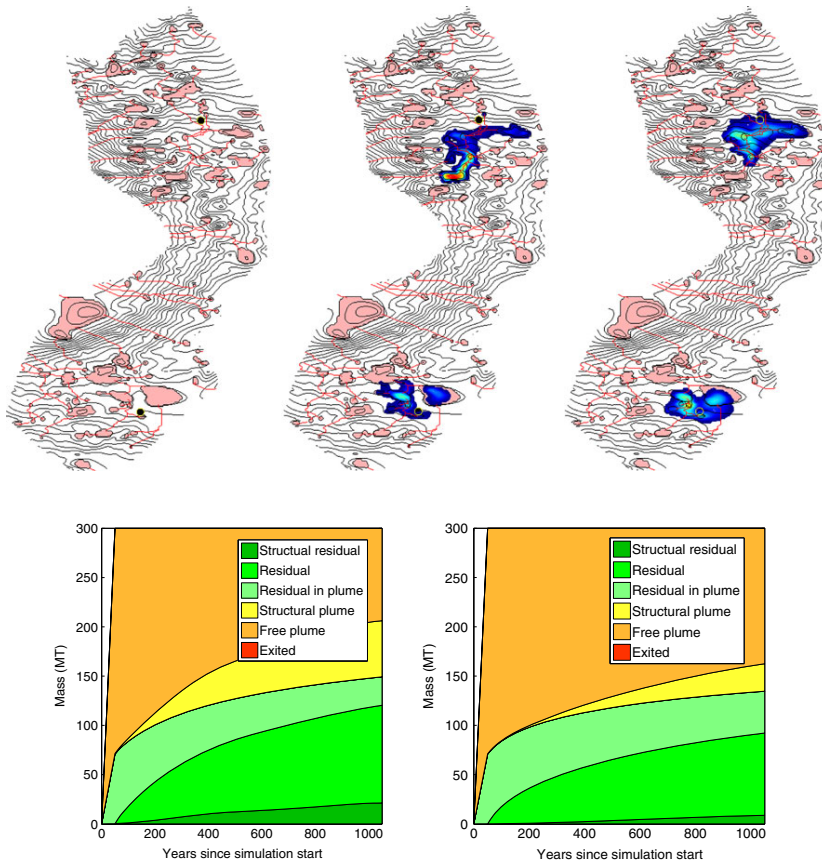 300
250
200
150
100
50
0
Mass (MT)
Structual residual
Residual
Residual in plume
Structural plume
Free plume
Exited
0 200 400 600 800 1000
Years since simulation start
300
250
200
150
100
50
0
Mass (MT)
Structual residual
Residual
Residual in plume
Structural plume
Free plume
Exited
0 200 400 600 800 1000
Years since simulation start